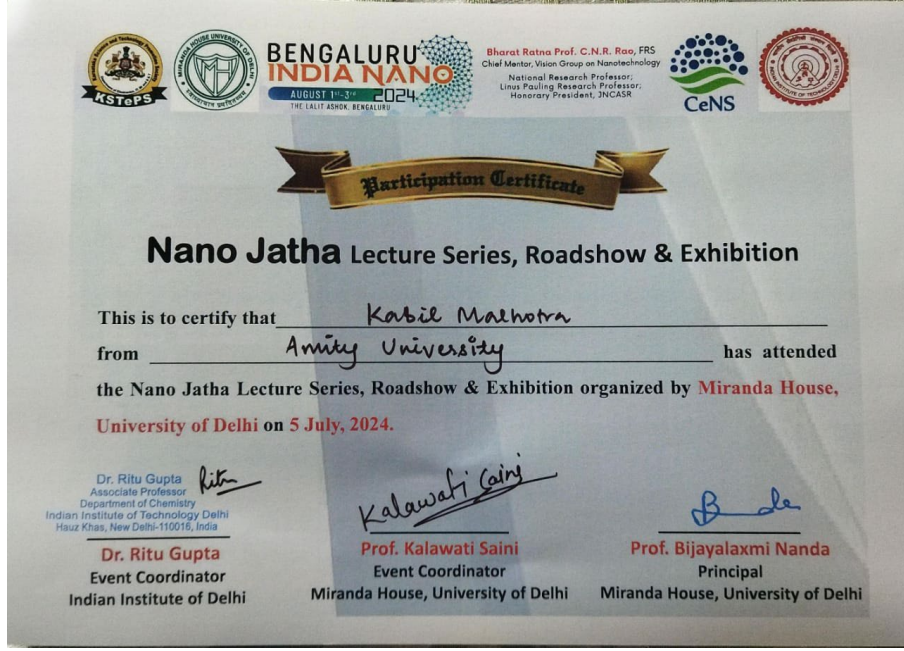 KSTePS
MIRANDA HOUSE UNIVERSITY OF DELHI
MH
BENGALURU
INDIA NANO
AUGUST 1st-3rd 2024
THE LALIT ASHOK, BENGALURU
Bharat Ratna Prof. C.N.R. Rao, FRS
Chief Mentor, Vision Group on Nanotechnology
National Research Professor;
Linus Pauling Research Professor;
Honorary President, JNCASR
CeNS
Participation Certificate
Nano Jatha Lecture Series, Roadshow & Exhibition
This is to certify that Kabil Malhotra
from Amity University has attended
the Nano Jatha Lecture Series, Roadshow & Exhibition organized by Miranda House,
University of Delhi on 5 July, 2024.
Dr. Ritu Gupta
Associate Professor
Department of Chemistry
Indian Institute of Technology Delhi
Hauz Khas, New Delhi-110016, India
Ritu
Kalawati Saini
Dr. Ritu Gupta
Event Coordinator
Indian Institute of Delhi
Prof. Kalawati Saini
Event Coordinator
Miranda House, University of Delhi
Prof. Bijayalaxmi Nanda
Principal
Miranda House, University of Delhi